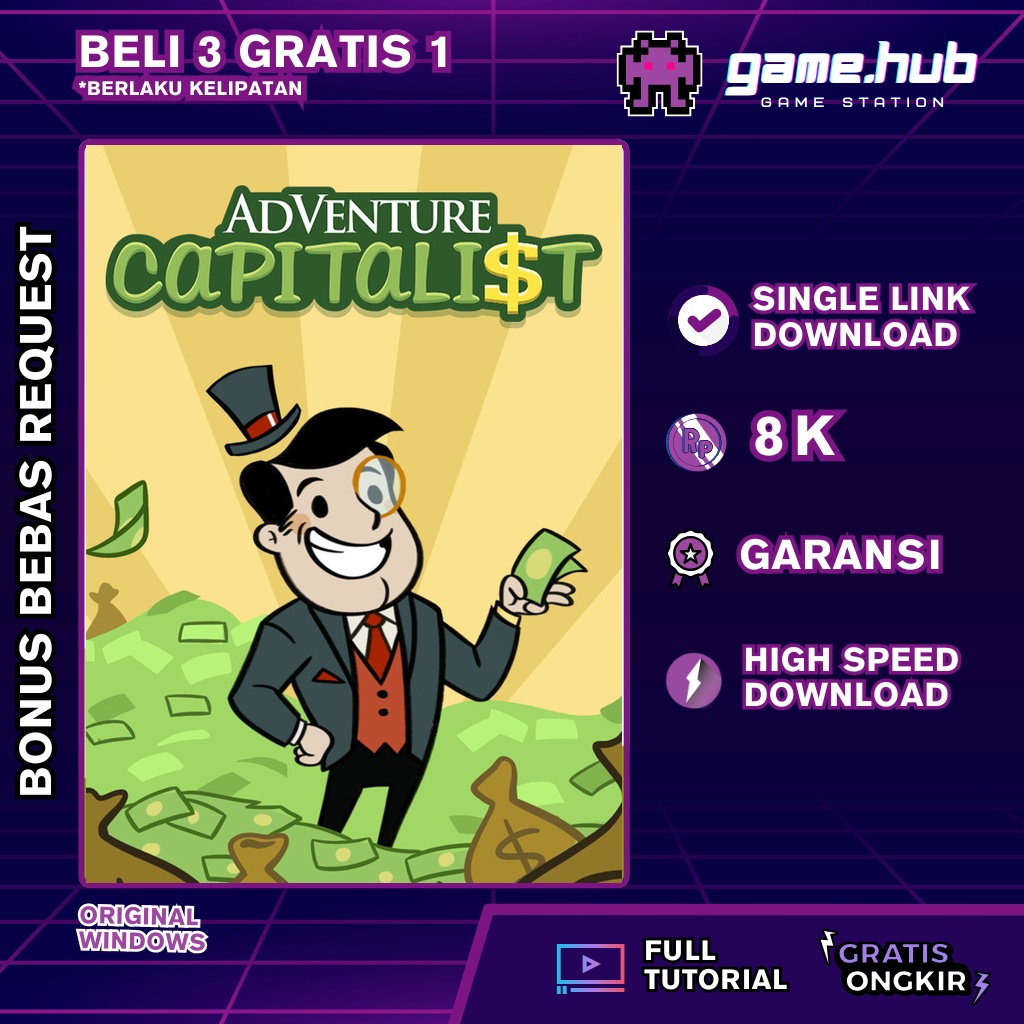 BELI 3 GRATIS 1
*BERLAKU KELIPATAN
game.hub
GAME STATION
BONUS BEBAS REQUEST
ADVENTURE
CAPITALI$T
SINGLE LINK
DOWNLOAD
Rp
8K
GARANSI
HIGH SPEED
DOWNLOAD
$
ORIGINAL
WINDOWS
FULL
TUTORIAL
GRATIS
ONGKIR